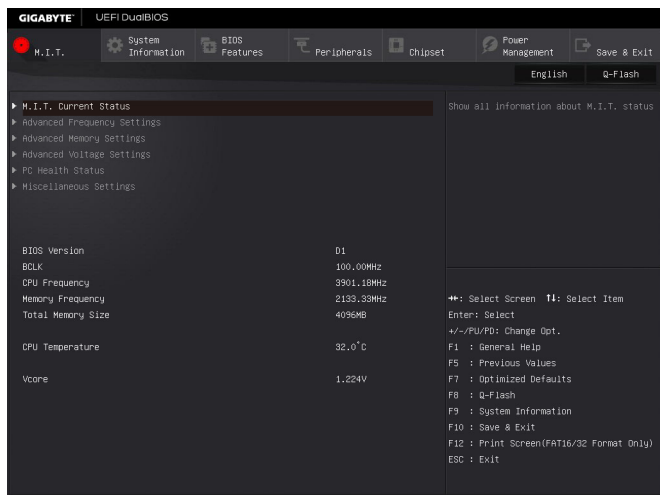 GIGABYTE™ UEFI DualBIOS
M.I.T.
System
Information
BIOS
Features
Peripherals
Chipset
Power
Management
Save & Exit
English
Q-Flash
M.I.T. Current Status
Advanced Frequency Settings
Advanced Memory Settings
Advanced Voltage Settings
PC Health Status
Miscellaneous Settings
Show all information about M.I.T. status
BIOS Version D1
BCLK 100.00MHz
CPU Frequency 3901.18MHz
Memory Frequency 2133.33MHz
Total Memory Size 4096MB
CPU Temperature 32.0°C
Vcore 1.224V
→←: Select Screen ↑↓: Select Item
Enter: Select
+/-/PU/PD: Change Opt.
F1 : General Help
F5 : Previous Values
F7 : Optimized Defaults
F8 : Q-Flash
F9 : System Information
F10 : Save & Exit
F12 : Print Screen(FAT16/32 Format Only)
ESC : Exit